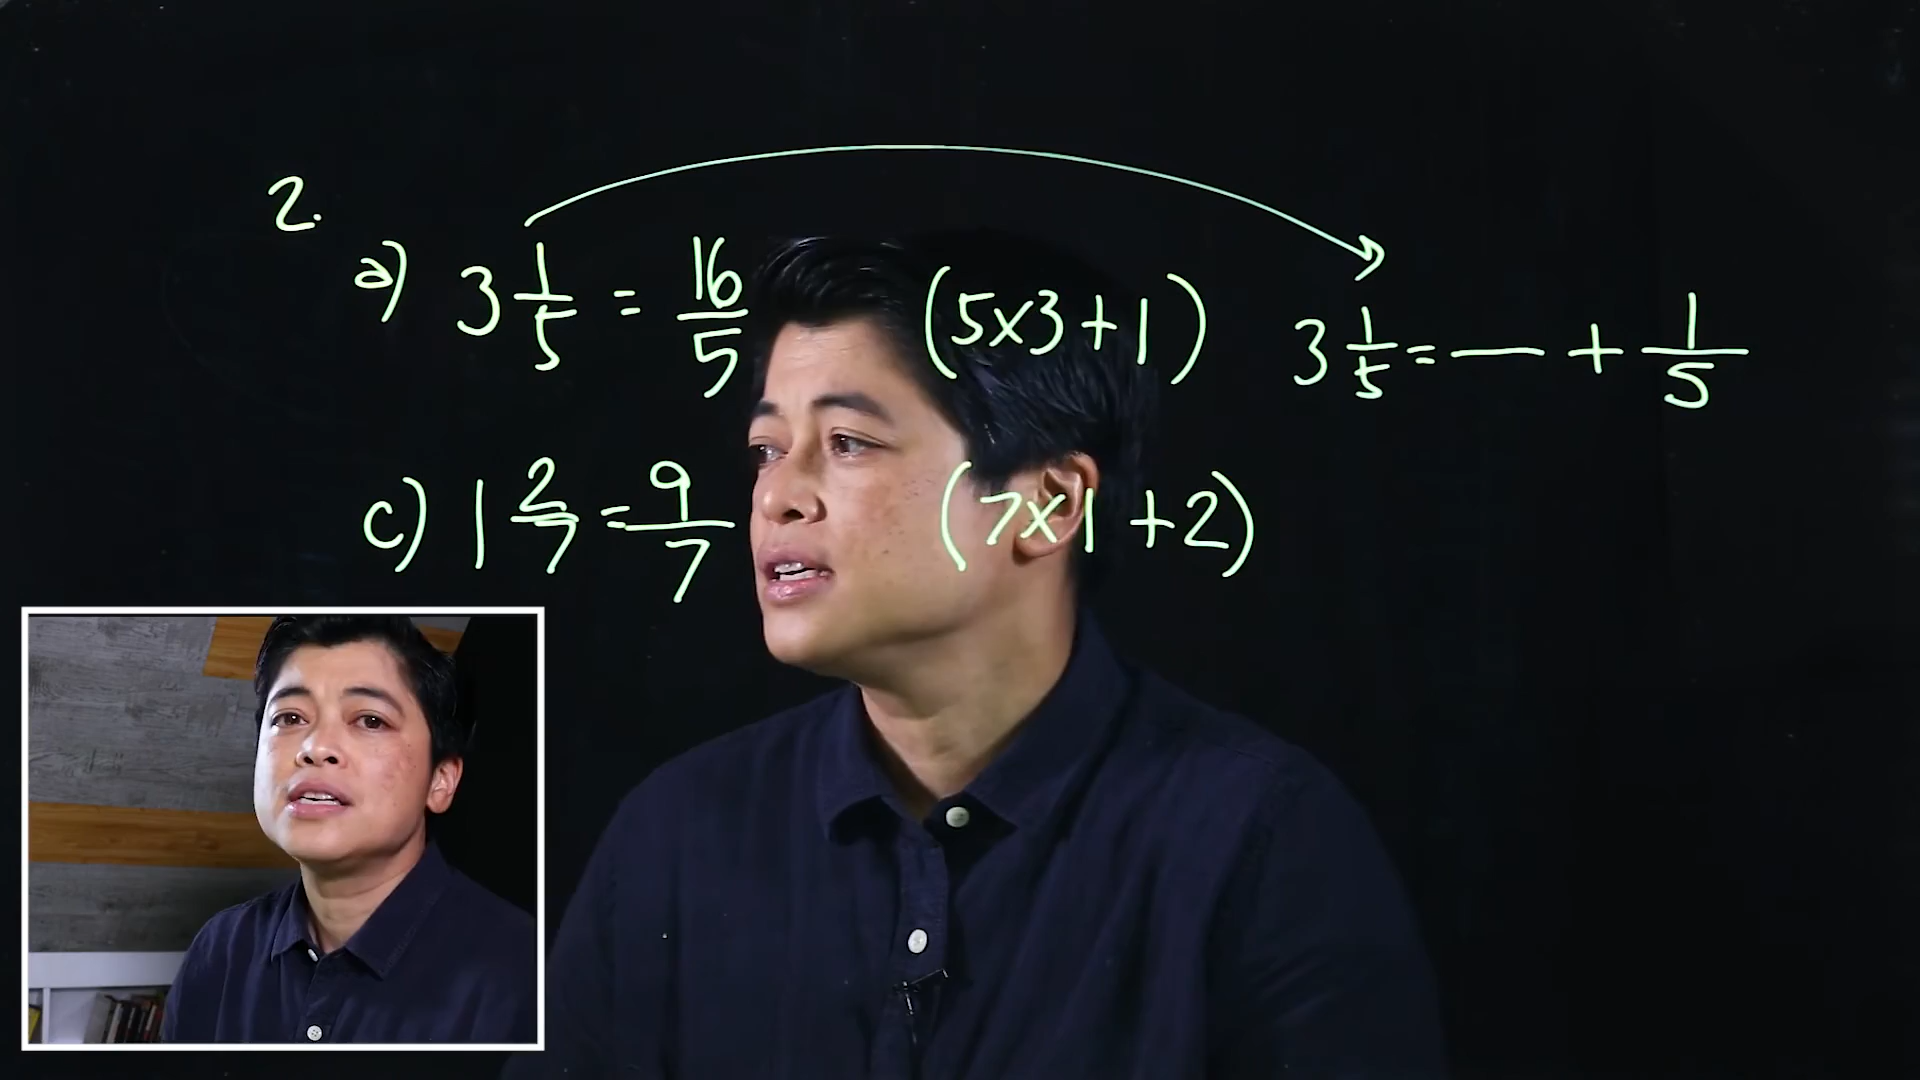 2.
a) 3 1/5 = 16/5 (5x3+1) 3 1/5 = — + 1/5
c) 1 2/7 = 9/7 (7x1+2)